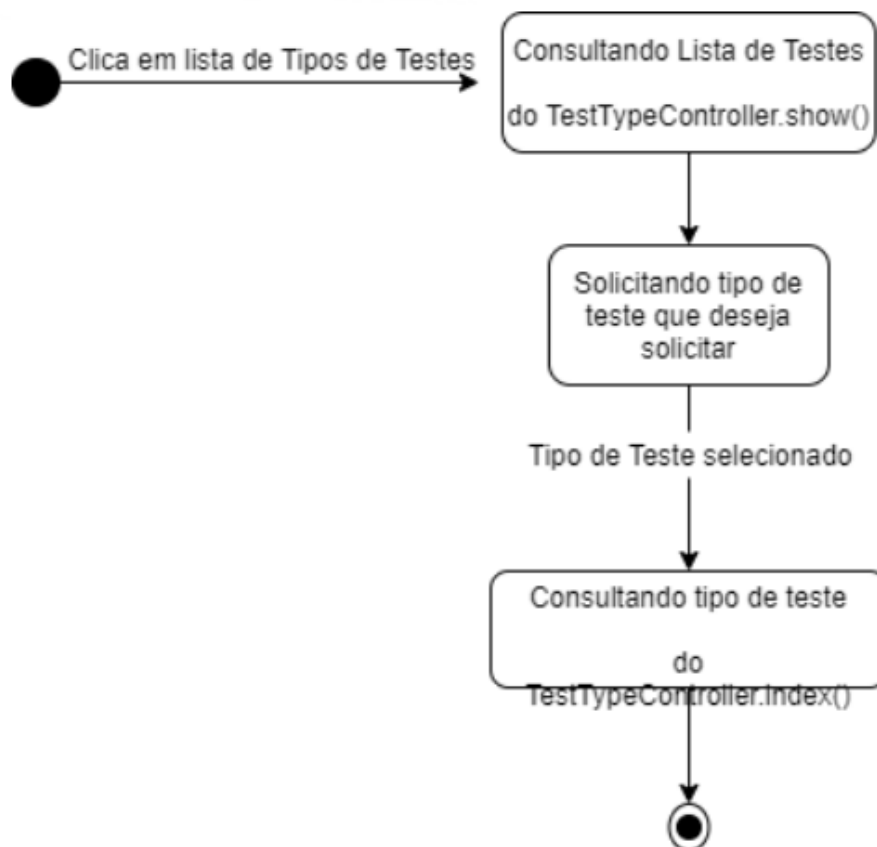 Clica em lista de Tipos de Testes
Consultando Lista de Testes
do TestTypeController.show()
Solicitando tipo de
teste que deseja
solicitar
Tipo de Teste selecionado
Consultando tipo de teste
do
TestTypeController.index()